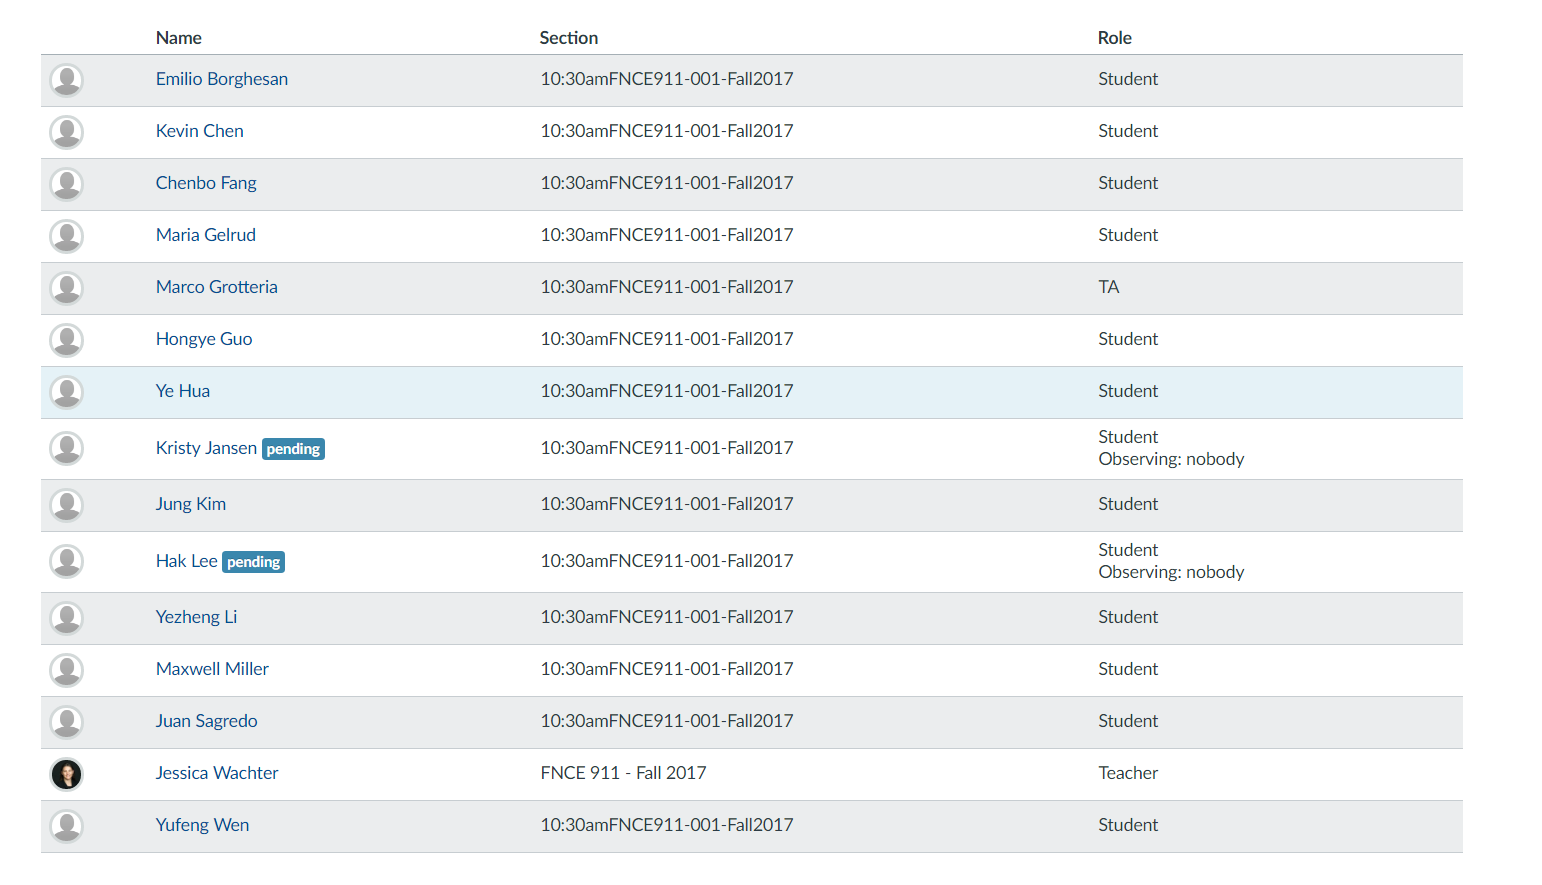 Name Section Role
Emilio Borghesan 10:30amFNCE911-001-Fall2017 Student
Kevin Chen 10:30amFNCE911-001-Fall2017 Student
Chenbo Fang 10:30amFNCE911-001-Fall2017 Student
Maria Gelrud 10:30amFNCE911-001-Fall2017 Student
Marco Grotteria 10:30amFNCE911-001-Fall2017 TA
Hongye Guo 10:30amFNCE911-001-Fall2017 Student
Ye Hua 10:30amFNCE911-001-Fall2017 Student
Kristy Jansen pending 10:30amFNCE911-001-Fall2017 Student
Observing: nobody
Jung Kim 10:30amFNCE911-001-Fall2017 Student
Hak Lee pending 10:30amFNCE911-001-Fall2017 Student
Observing: nobody
Yezheng Li 10:30amFNCE911-001-Fall2017 Student
Maxwell Miller 10:30amFNCE911-001-Fall2017 Student
Juan Sagredo 10:30amFNCE911-001-Fall2017 Student
Jessica Wachter FNCE 911 - Fall 2017 Teacher
Yufeng Wen 10:30amFNCE911-001-Fall2017 Student